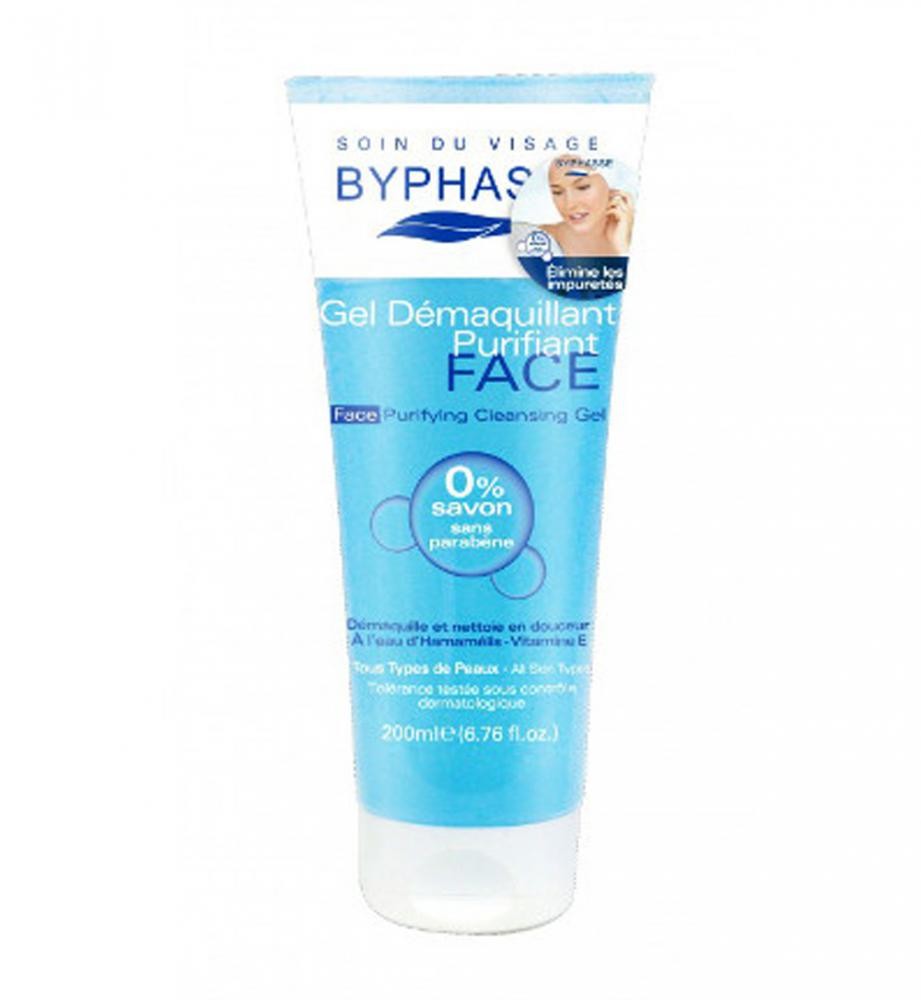 SOIN DU VISAGE
BYPHAS
BYPHASSE
Élimine les
impuretés
Gel Démaquillant
Purifiant
FACE
Face Purifying Cleansing Gel
0%
savon
sans
parabène
Démaquille et nettoie en douceur
À l'eau d'Hamamélis - Vitamine E
Tous Types de Peaux - All Skin Types
Tolérance testée sous contrôle
dermatologique
200ml e (6.76 fl.oz.)